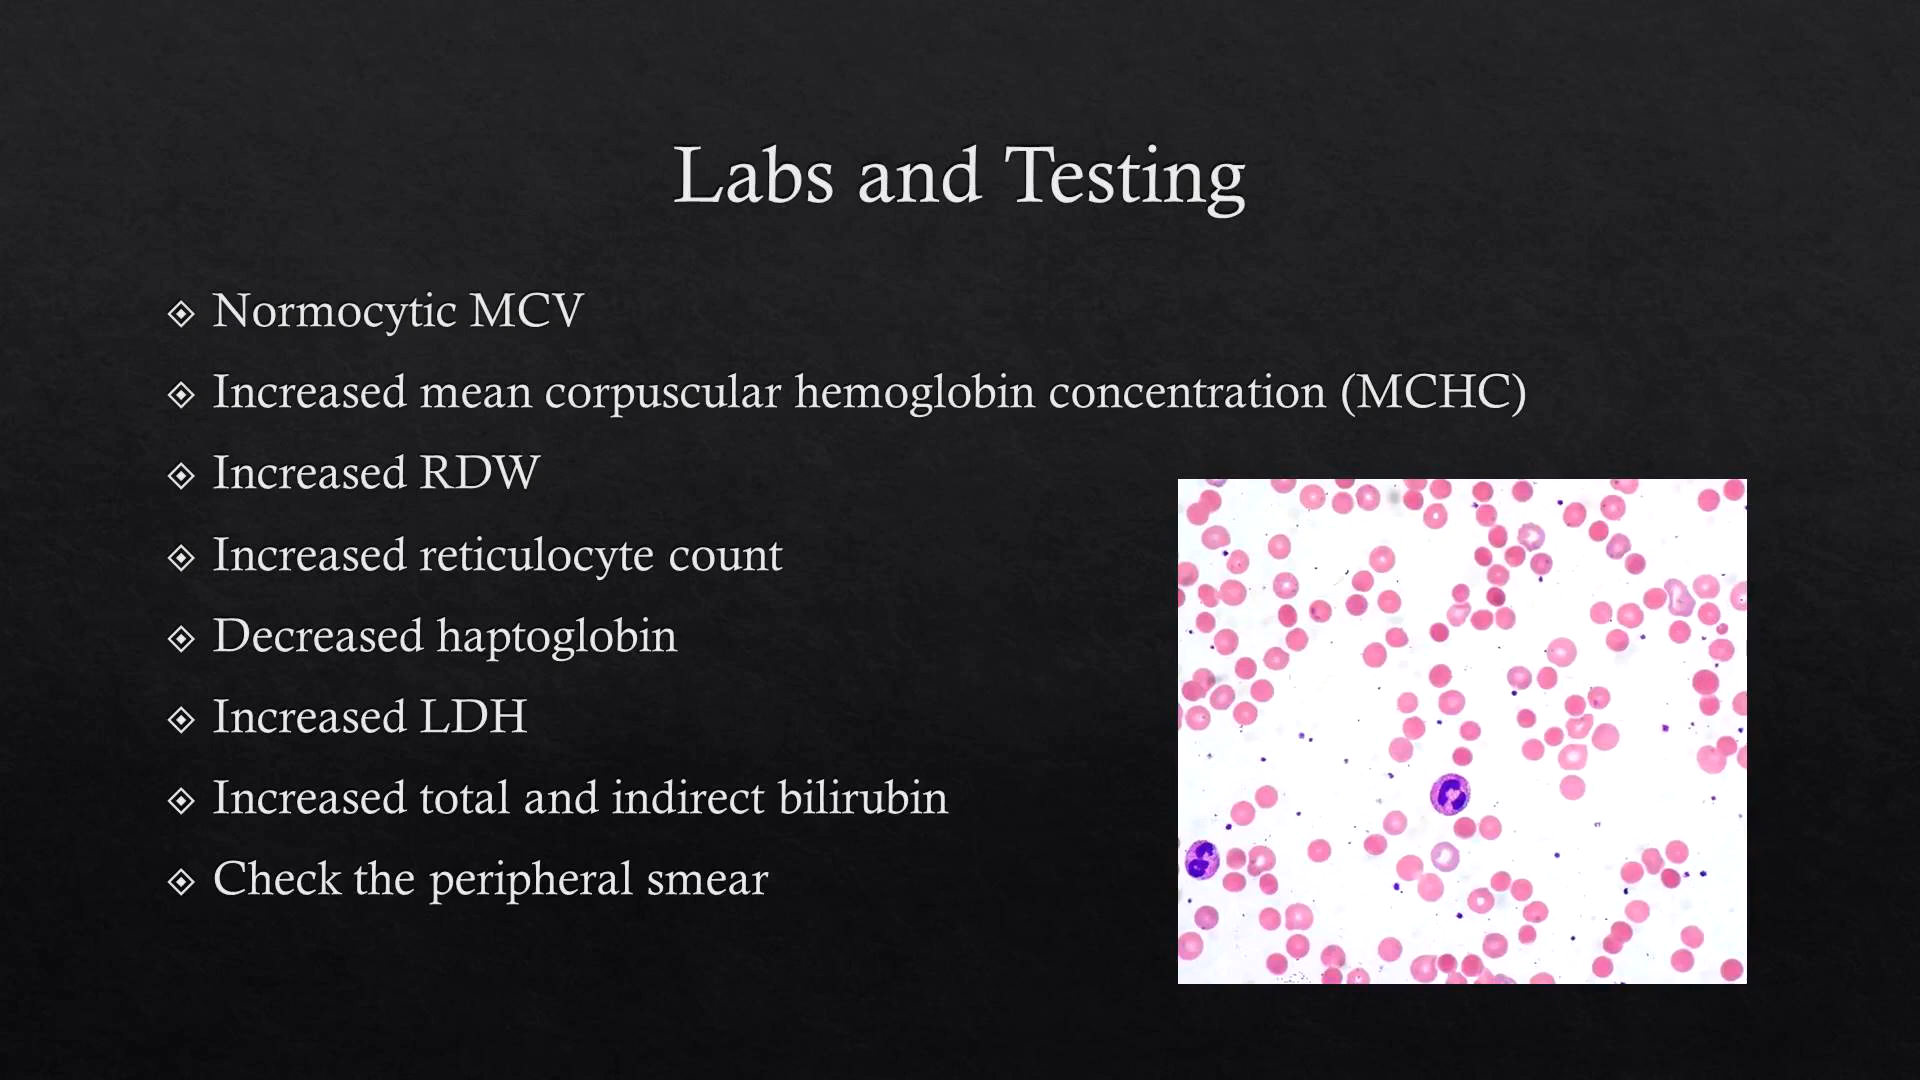 Labs and Testing
Normocytic MCV
Increased mean corpuscular hemoglobin concentration (MCHC)
Increased RDW
Increased reticulocyte count
Decreased haptoglobin
Increased LDH
Increased total and indirect bilirubin
Check the peripheral smear